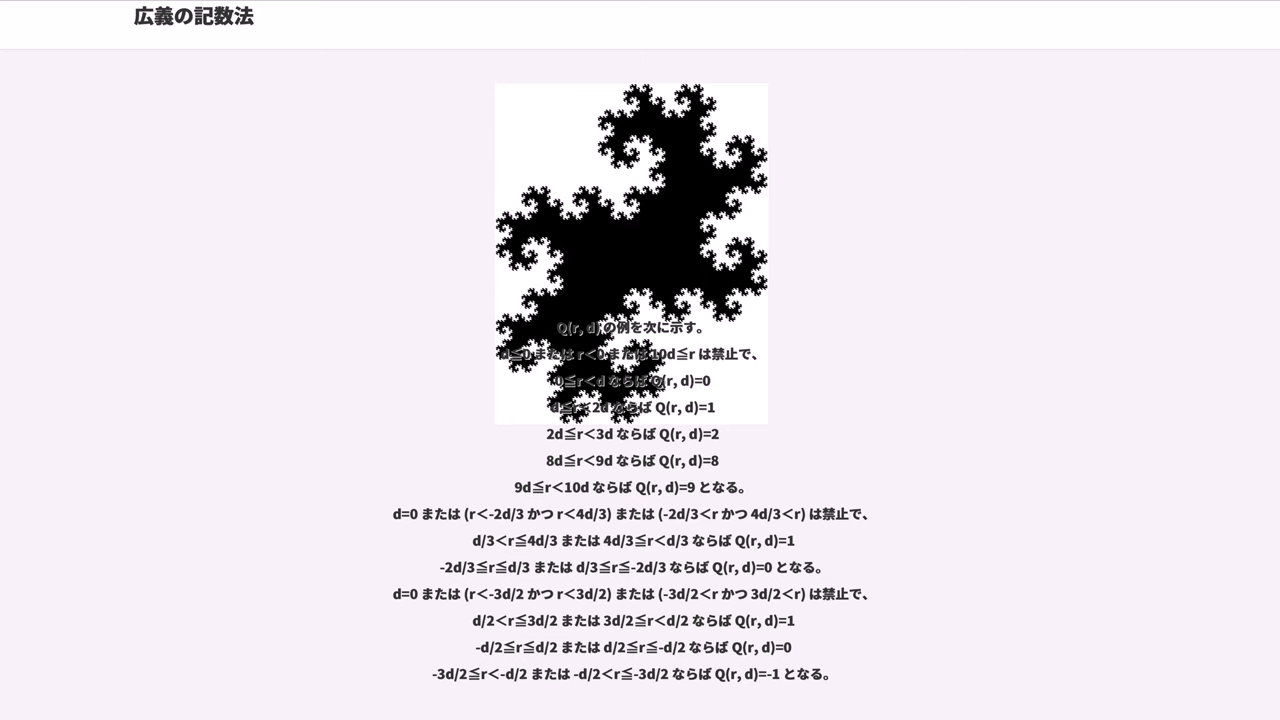 広義の記数法
Q(r, d) の例を次に示す。
d≦0 または r＜0 または 10d≦r は禁止で、
0≦r＜d ならば Q(r, d)=0
d≦r＜2d ならば Q(r, d)=1
2d≦r＜3d ならば Q(r, d)=2
8d≦r＜9d ならば Q(r, d)=8
9d≦r＜10d ならば Q(r, d)=9 となる。
d=0 または (r＜-2d/3 かつ r＜4d/3) または (-2d/3＜r かつ 4d/3＜r) は禁止で、
d/3＜r≦4d/3 または 4d/3≦r＜d/3 ならば Q(r, d)=1
-2d/3≦r≦d/3 または d/3≦r≦-2d/3 ならば Q(r, d)=0 となる。
d=0 または (r＜-3d/2 かつ r＜3d/2) または (-3d/2＜r かつ 3d/2＜r) は禁止で、
d/2＜r≦3d/2 または 3d/2≦r＜d/2 ならば Q(r, d)=1
-d/2≦r≦d/2 または d/2≦r≦-d/2 ならば Q(r, d)=0
-3d/2≦r＜-d/2 または -d/2＜r≦-3d/2 ならば Q(r, d)=-1 となる。